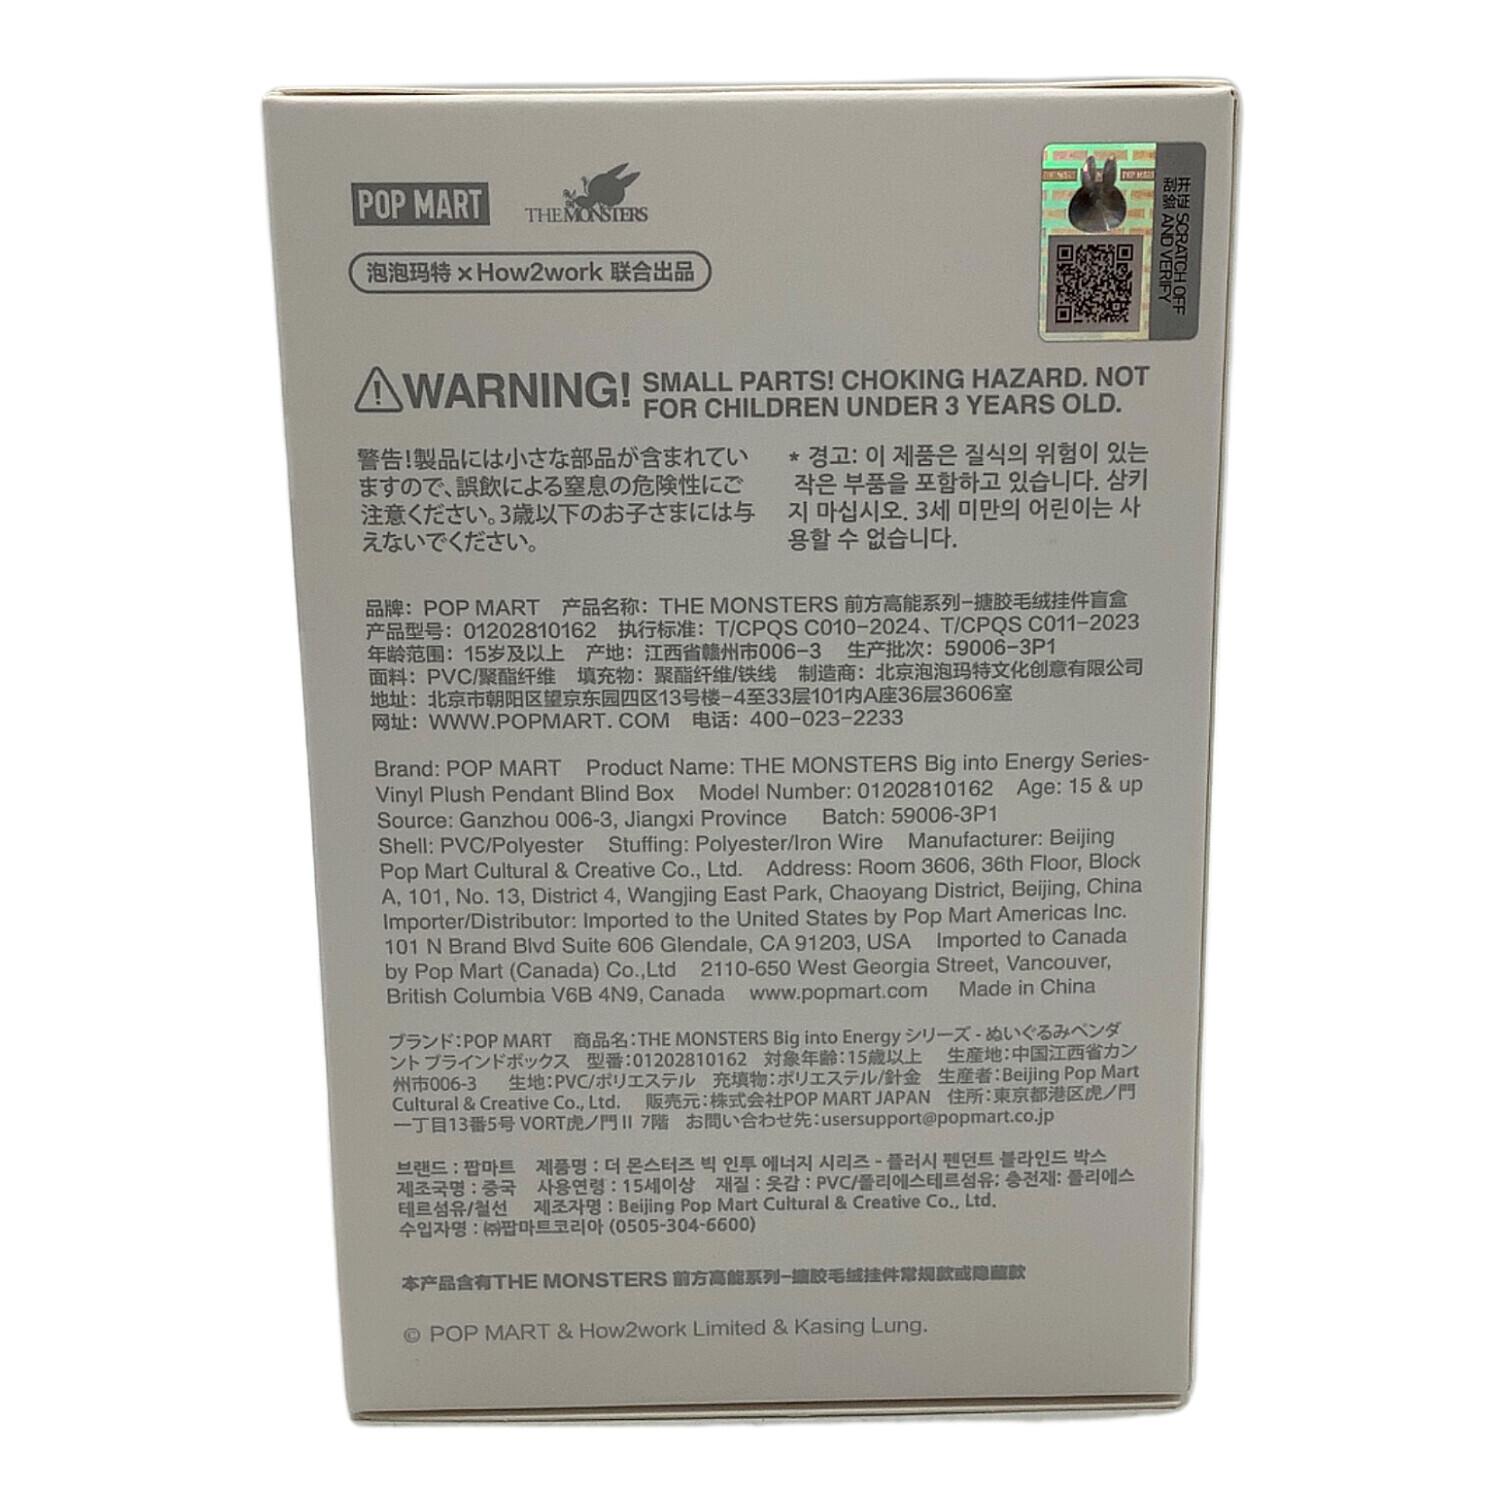 POP MART
THE MONSTERS
泡泡玛特×How2work 联合出品
POP MART
刮涂层 SCRATCH OFF
AND VERIFY
WARNING! SMALL PARTS! CHOKING HAZARD. NOT
FOR CHILDREN UNDER 3 YEARS OLD.
警告!製品には小さな部品が含まれてい
ますので、誤飲による窒息の危険性にご
注意ください。3歳以下のお子さまには与
えないでください。
* 경고: 이 제품은 질식의 위험이 있는
작은 부품을 포함하고 있습니다. 삼키
지 마십시오. 3세 미만의 어린이는 사
용할 수 없습니다.
品牌：POP MART 产品名称：THE MONSTERS 前方高能系列-搪胶毛绒挂件盲盒
产品型号：01202810162 执行标准：T/CPQS C010-2024、T/CPQS C011-2023
年龄范围：15岁及以上 产地：江西省赣州市006-3 生产批次：59006-3P1
面料：PVC/聚酯纤维 填充物：聚酯纤维/铁线 制造商：北京泡泡玛特文化创意有限公司
地址：北京市朝阳区望京东园四区13号楼-4至33层101内A座36层3606室
网址：WWW.POPMART.COM 电话：400-023-2233
Brand: POP MART Product Name: THE MONSTERS Big into Energy Series-
Vinyl Plush Pendant Blind Box Model Number: 01202810162 Age: 15 & up
Source: Ganzhou 006-3, Jiangxi Province Batch: 59006-3P1
Shell: PVC/Polyester Stuffing: Polyester/Iron Wire Manufacturer: Beijing
Pop Mart Cultural & Creative Co., Ltd. Address: Room 3606, 36th Floor, Block
A, 101, No. 13, District 4, Wangjing East Park, Chaoyang District, Beijing, China
Importer/Distributor: Imported to the United States by Pop Mart Americas Inc.
101 N Brand Blvd Suite 606 Glendale, CA 91203, USA Imported to Canada
by Pop Mart (Canada) Co.,Ltd 2110-650 West Georgia Street, Vancouver,
British Columbia V6B 4N9, Canada www.popmart.com Made in China
ブランド:POP MART 商品名:THE MONSTERS Big into Energy シリーズ - ぬいぐるみペンダ
ント ブラインドボックス 型番:01202810162 対象年齢:15歳以上 生産地:中国江西省カン
州市006-3 生地:PVC/ポリエステル 充填物:ポリエステル/針金 生産者:Beijing Pop Mart
Cultural & Creative Co., Ltd. 販売元:株式会社POP MART JAPAN 住所:東京都港区虎ノ門
一丁目13番5号 VORT虎ノ門 II 7階 お問い合わせ先:usersupport@popmart.co.jp
브랜드 : 팝마트 제품명 : 더 몬스터즈 빅 인투 에너지 시리즈 - 플러시 펜던트 블라인드 박스
제조국명 : 중국 사용연령 : 15세이상 재질 : 옷감 : PVC/폴리에스테르섬유; 충전재: 폴리에스
테르섬유/철선 제조자명 : Beijing Pop Mart Cultural & Creative Co., Ltd.
수입자명 : ㈜팝마트코리아 (0505-304-6600)
本产品含有THE MONSTERS 前方高能系列-搪胶毛绒挂件常规款或隐藏款
© POP MART & How2work Limited & Kasing Lung.